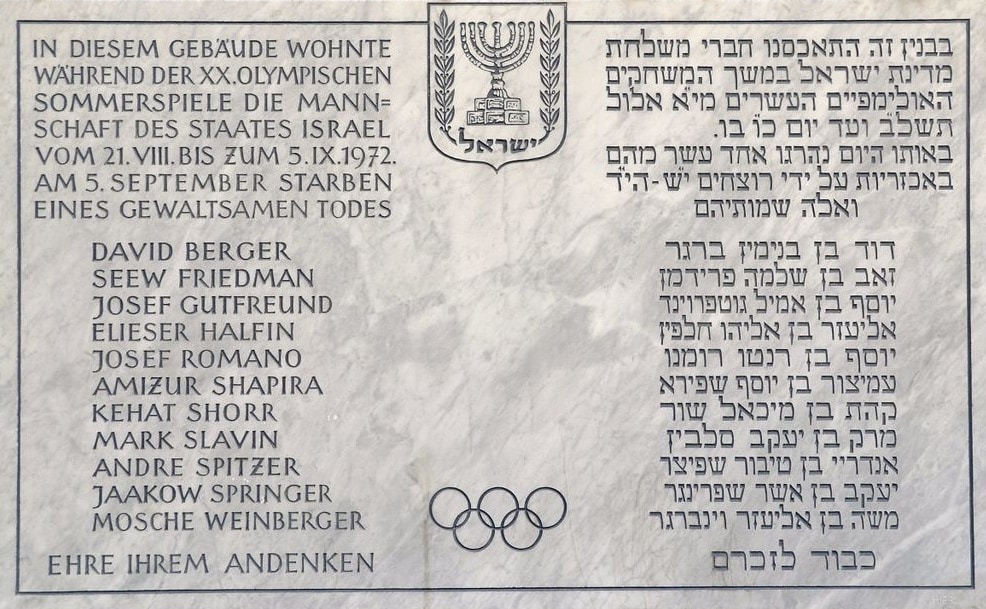 IN DIESEM GEBÄUDE WOHNTE
WÄHREND DER XX.OLYMPISCHEN
SOMMERSPIELE DIE MANN=
SCHAFT DES STAATES ISRAEL
VOM 21.VIII.BIS ZUM 5.IX.1972.
AM 5. SEPTEMBER STARBEN
EINES GEWALTSAMEN TODES
DAVID BERGER
SEEW FRIEDMAN
JOSEF GUTFREUND
ELIESER HALFIN
JOSEF ROMANO
AMIZUR SHAPIRA
KEHAT SHORR
MARK SLAVIN
ANDRE SPITZER
JAAKOW SPRINGER
MOSCHE WEINBERGER
EHRE IHREM ANDENKEN
ישראל
בבנין זה התאכסנו חברי משלחת
מדינת ישראל במשך המשחקים
האולימפיים העשרים מי״א אלול
תשל״ב ועד יום כ״ו בו.
באותו היום נהרגו אחד עשר מהם
באכזריות על ידי רוצחים י״ש-הי״ד
ואלה שמותיהם
דוד בן בנימין ברגר
זאב בן שלמה פרידמן
יוסף בן אמיל גוטפרוינד
אליעזר בן אליהו חלפין
יוסף בן רנטו רומנו
עמיצור בן יוסף שפירא
קהת בן מיכאל שור
מרק בן יעקב סלבין
אנדריי בן טיבור שפיצר
יעקב בן אשר שפרינגר
משה בן אליעזר וינברגר
כבוד לזכרם